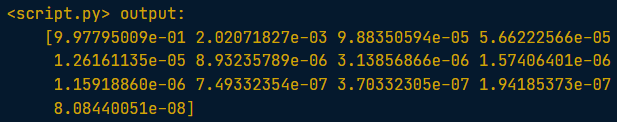 <script.py> output:
[9.97795009e-01 2.02071827e-03 9.88350594e-05 5.66222566e-05
1.26161135e-05 8.93235789e-06 3.13856866e-06 1.57406401e-06
1.15918860e-06 7.49332354e-07 3.70332305e-07 1.94185373e-07
8.08440051e-08]